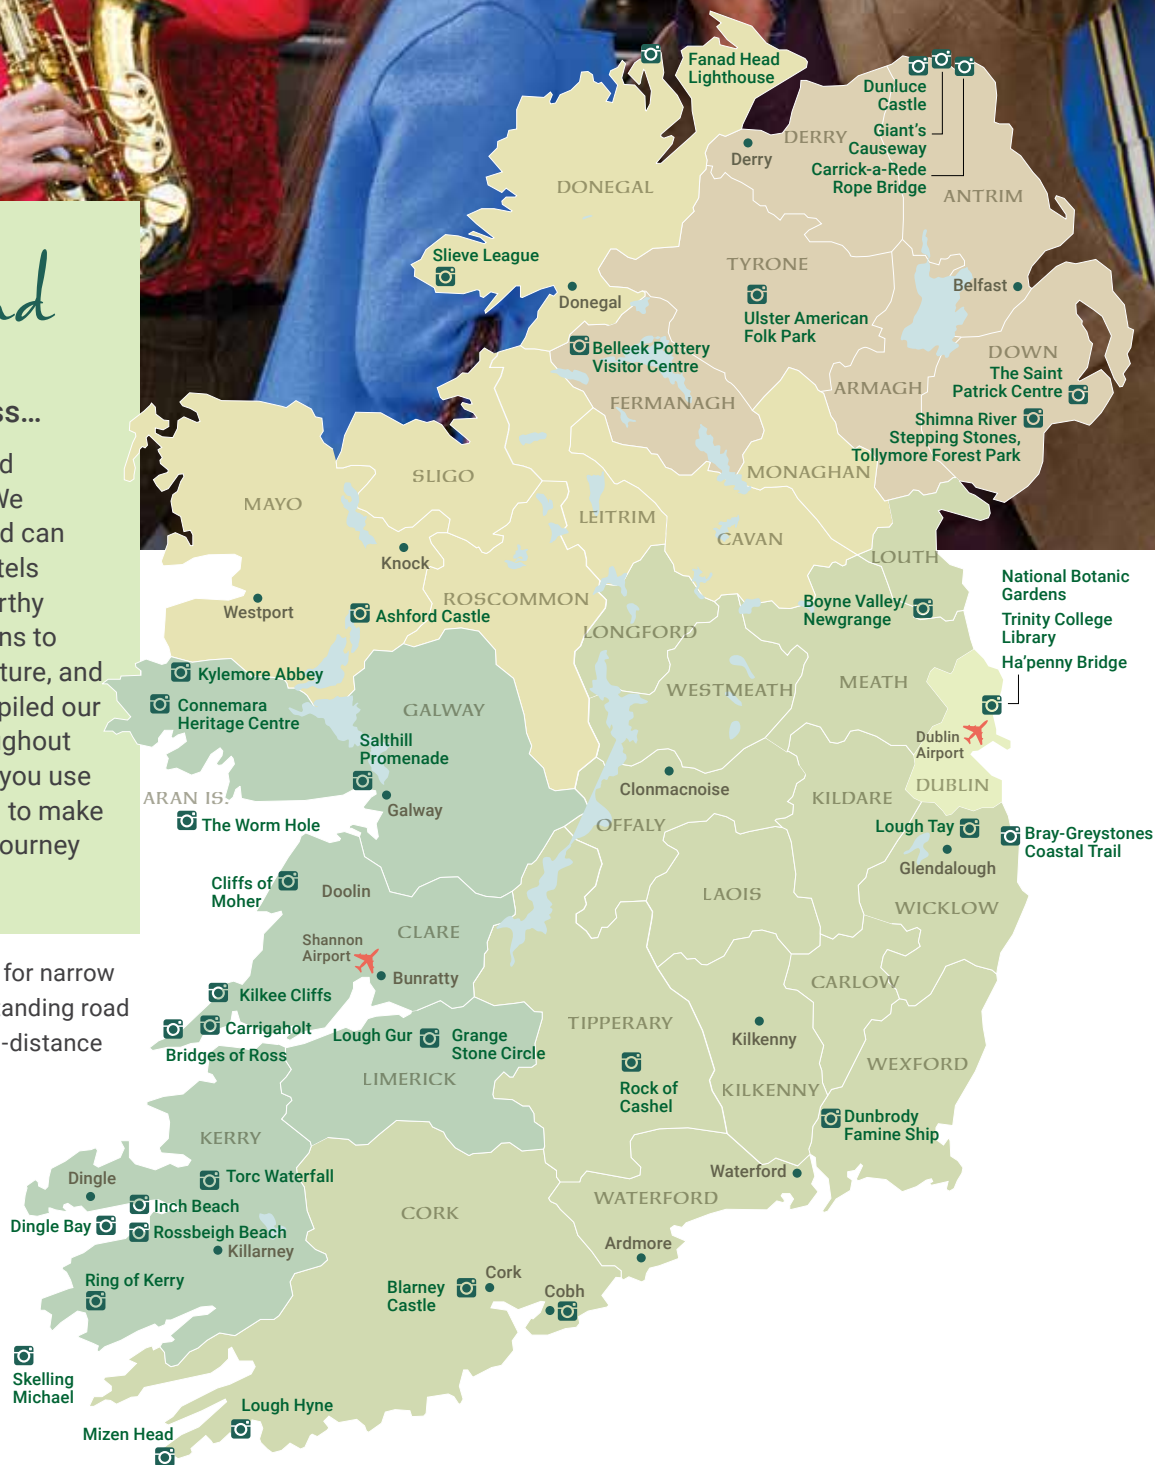 Fanad Head
Lighthouse
Dunluce
Castle
Giant's
Causeway
Carrick-a-Rede
Rope Bridge
DERRY
Derry
ANTRIM
DONEGAL
Slieve League
Donegal
TYRONE
Ulster American
Folk Park
Belfast
Belleek Pottery
Visitor Centre
FERMANAGH
DOWN
The Saint
Patrick Centre
ARMAGH
Shimna River
Stepping Stones,
Tollymore Forest Park
MONAGHAN
ss...
d
We
d can
tels
rthy
ns to
ture, and
piled our
ghout
you use
to make
ourney
for narrow
tanding road
-distance
MAYO
SLIGO
LEITRIM
CAVAN
LOUTH
Knock
Westport
ROSCOMMON
Ashford Castle
LONGFORD
Boyne Valley/
Newgrange
National Botanic
Gardens
Trinity College
Library
Ha'penny Bridge
Kylemore Abbey
Connemara
Heritage Centre
GALWAY
WESTMEATH
MEATH
Salthill
Promenade
Galway
Dublin
Airport
DUBLIN
ARAN IS.
The Worm Hole
Clonmacnoise
KILDARE
OFFALY
Lough Tay
Bray-Greystones
Coastal Trail
Glendalough
Cliffs of
Moher
Doolin
LAOIS
WICKLOW
CLARE
Shannon
Airport
Bunratty
CARLOW
Kilkee Cliffs
Carrigaholt
Bridges of Ross
Lough Gur
Grange
Stone Circle
LIMERICK
TIPPERARY
Kilkenny
Rock of
Cashel
KILKENNY
WEXFORD
Dunbrody
Famine Ship
KERRY
Dingle
Torc Waterfall
Inch Beach
Dingle Bay
Rossbeigh Beach
Killarney
Waterford
WATERFORD
CORK
Ardmore
Ring of Kerry
Blarney
Castle
Cork
Cobh
Skelling
Michael
Lough Hyne
Mizen Head